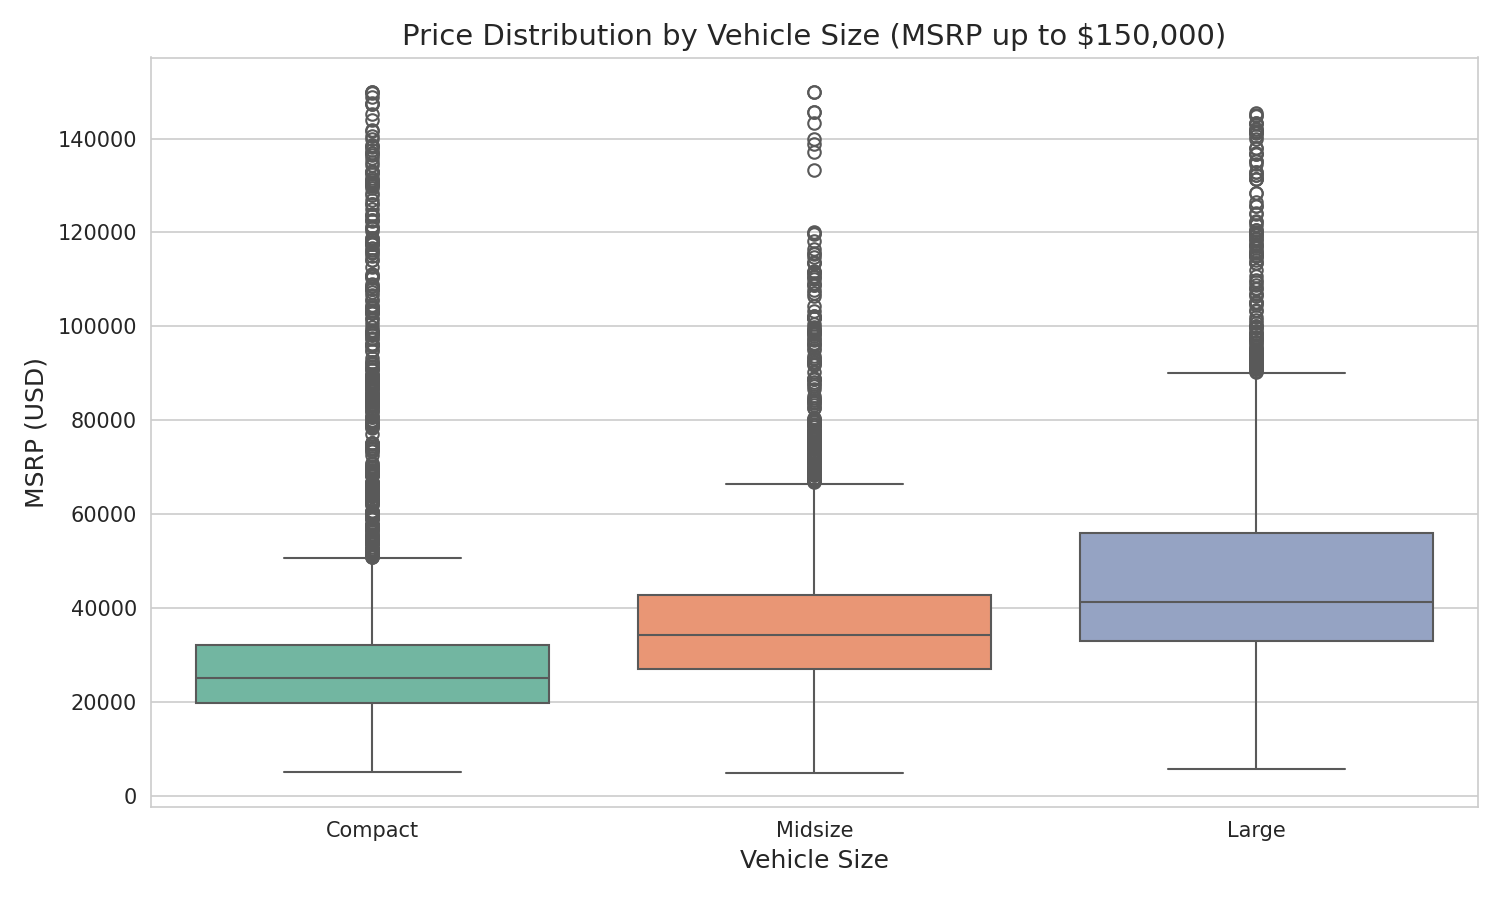 Price Distribution by Vehicle Size (MSRP up to $150,000)
140000
120000
100000
80000
60000
40000
20000
0
MSRP (USD)
Compact
Midsize
Large
Vehicle Size